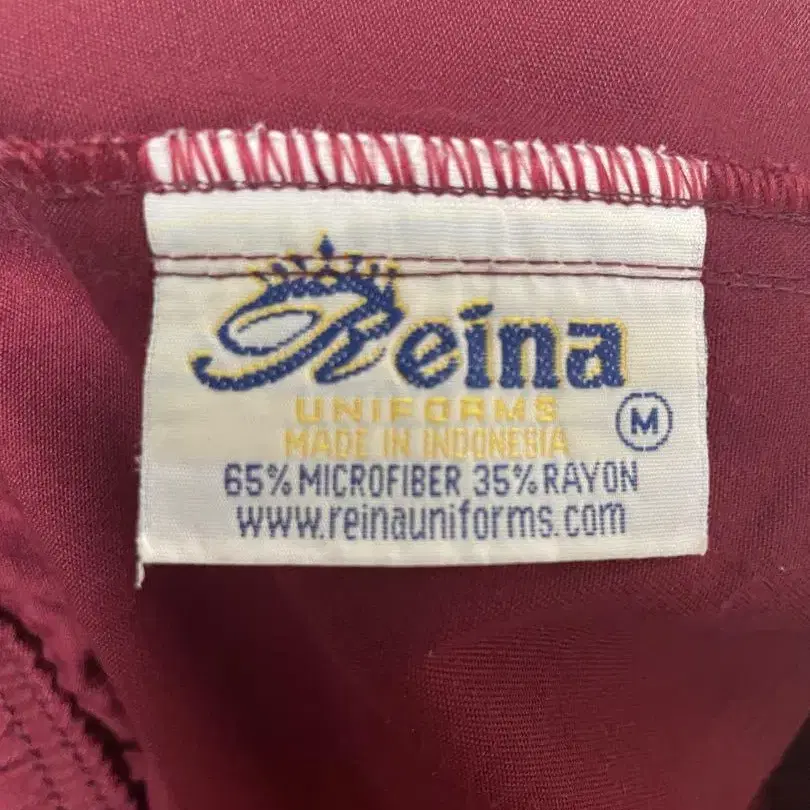 Reina
UNIFORMS
MADE IN INDONESIA
M
65% MICROFIBER 35% RAYON
www.reinauniforms.com